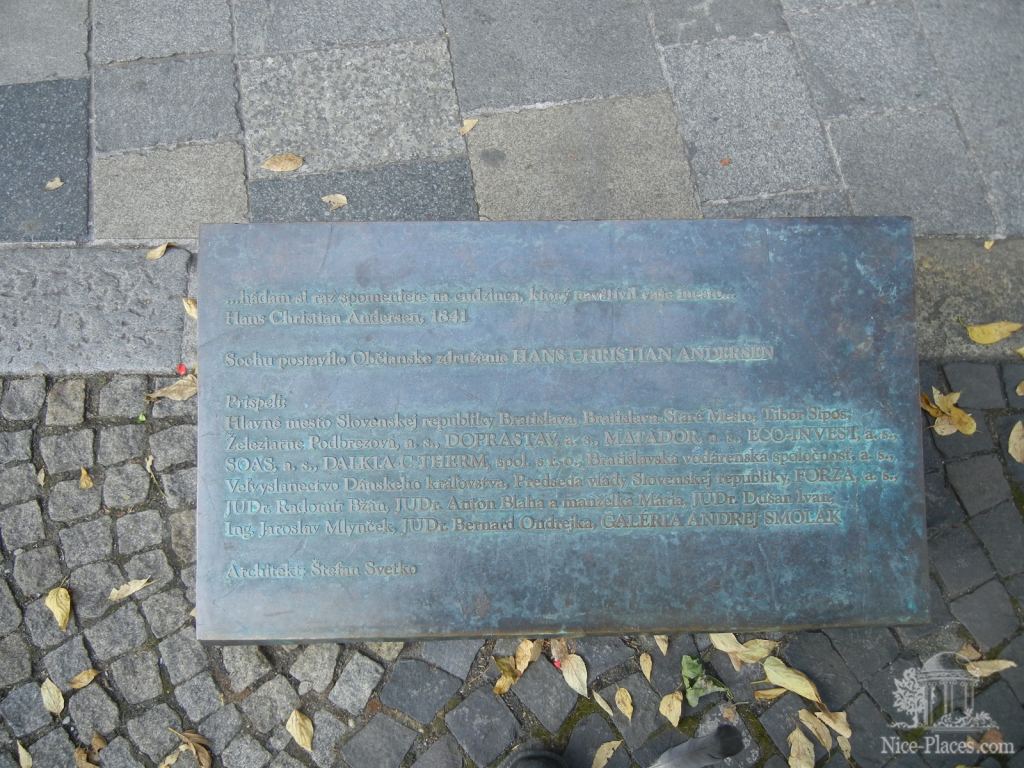 ...hádam si raz spomeniete na cudzinca, ktorý navštívil vaše mesto...
Hans Christian Andersen, 1841
Sochu postavilo Občianske združenie HANS CHRISTIAN ANDERSEN
Prispeli:
Hlavné mesto Slovenskej republiky Bratislava, Bratislava-Staré Mesto, Tibor Sipos,
Železiarne Podbrezová, a. s., DOPRASTAV, a. s., MATADOR, a. s., ECO-INVEST, a. s.,
SOAS, a. s., DALKIA C-THERM, spol. s r. o., Bratislavská vodárenská spoločnosť, a. s.,
Veľvyslanectvo Dánskeho kráľovstva, Predseda vlády Slovenskej republiky, FORZA, a. s.,
JUDr. Radomír Bžán, JUDr. Anton Blaha a manželka Mária, JUDr. Dušan Ivan,
Ing. Jaroslav Mlynček, JUDr. Bernard Ondrejka, GALÉRIA ANDREJ SMOLÁK
Architekt: Štefan Svetko
Nice-Places.com